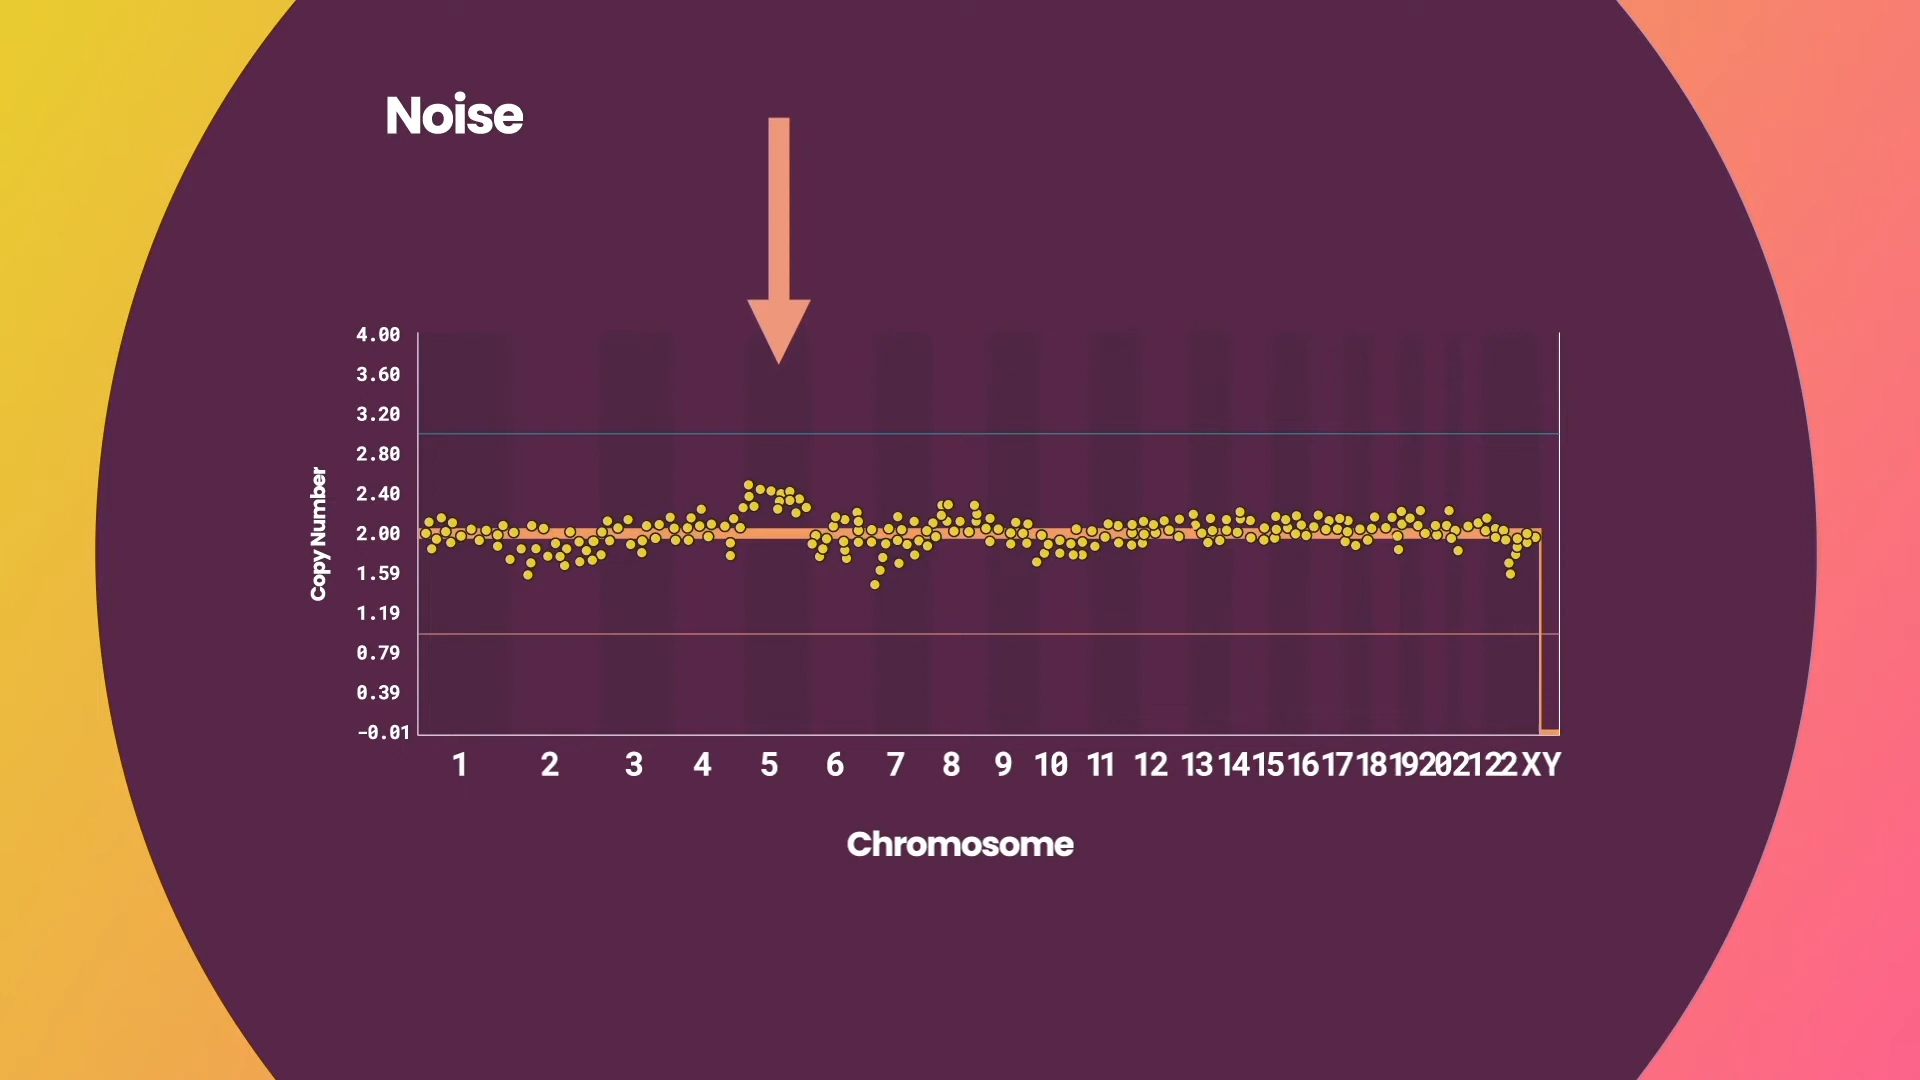 Noise
4.00
3.60
3.20
2.80
2.40
2.00
1.59
1.19
0.79
0.39
-0.01
Copy Number
1 2 3 4 5 6 7 8 9 10 11 12 13 14 15 16 17 18 19 20 21 22 X Y
Chromosome